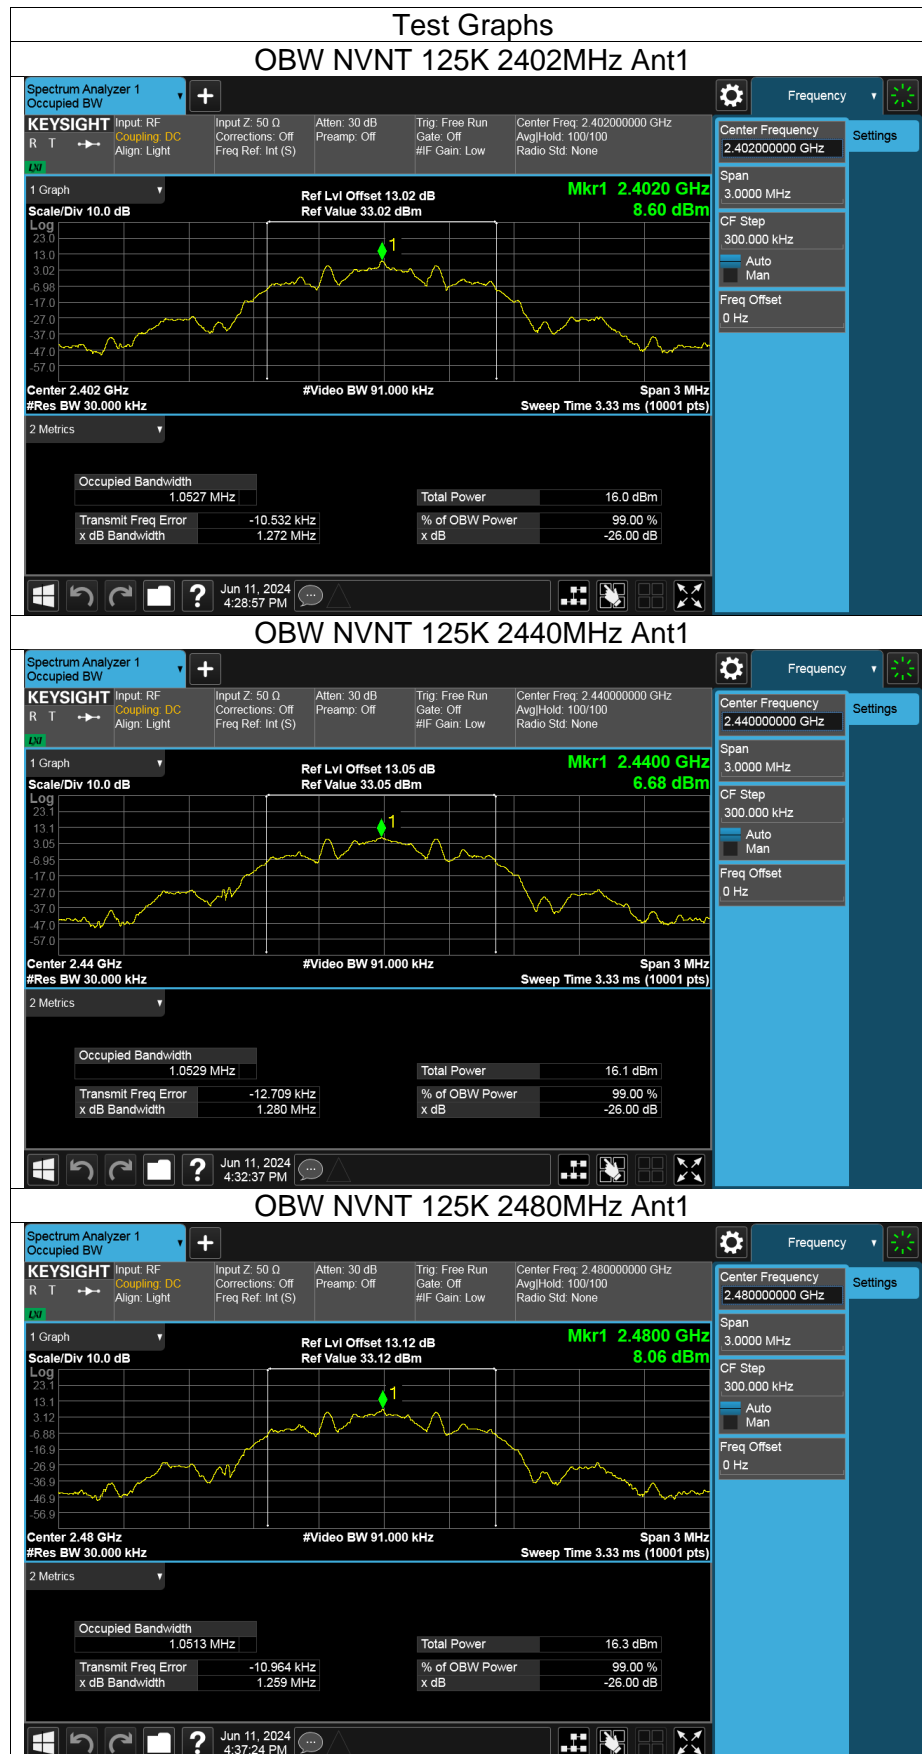 Test Graphs
OBW NVNT 125K 2402MHz Ant1
Spectrum Analyzer 1
Occupied BW
Frequency
KEYSIGHT
R T
LXI
Input: RF
Coupling: DC
Align: Light
Input Z: 50 Ω
Corrections: Off
Freq Ref: Int (S)
Atten: 30 dB
Preamp: Off
Trig: Free Run
Gate: Off
#IF Gain: Low
Center Freq: 2.402000000 GHz
Avg|Hold: 100/100
Radio Std: None
Center Frequency
2.402000000 GHz
Settings
Span
3.0000 MHz
CF Step
300.000 kHz
Auto
Man
Freq Offset
0 Hz
1 Graph
Scale/Div 10.0 dB
Ref Lvl Offset 13.02 dB
Ref Value 33.02 dBm
Mkr1 2.4020 GHz
8.60 dBm
Log
23.0
13.0
3.02
-6.98
-17.0
-27.0
-37.0
-47.0
-57.0
1
Center 2.402 GHz
#Res BW 30.000 kHz
#Video BW 91.000 kHz
Span 3 MHz
Sweep Time 3.33 ms (10001 pts)
2 Metrics
Occupied Bandwidth
1.0527 MHz
Total Power 16.0 dBm
Transmit Freq Error -10.532 kHz
% of OBW Power 99.00 %
x dB Bandwidth 1.272 MHz
x dB -26.00 dB
?
Jun 11, 2024
4:28:57 PM
OBW NVNT 125K 2440MHz Ant1
Spectrum Analyzer 1
Occupied BW
Frequency
KEYSIGHT
R T
LXI
Input: RF
Coupling: DC
Align: Light
Input Z: 50 Ω
Corrections: Off
Freq Ref: Int (S)
Atten: 30 dB
Preamp: Off
Trig: Free Run
Gate: Off
#IF Gain: Low
Center Freq: 2.440000000 GHz
Avg|Hold: 100/100
Radio Std: None
Center Frequency
2.440000000 GHz
Settings
Span
3.0000 MHz
CF Step
300.000 kHz
Auto
Man
Freq Offset
0 Hz
1 Graph
Scale/Div 10.0 dB
Ref Lvl Offset 13.05 dB
Ref Value 33.05 dBm
Mkr1 2.4400 GHz
6.68 dBm
Log
23.1
13.1
3.05
-6.95
-17.0
-27.0
-37.0
-47.0
-57.0
1
Center 2.44 GHz
#Res BW 30.000 kHz
#Video BW 91.000 kHz
Span 3 MHz
Sweep Time 3.33 ms (10001 pts)
2 Metrics
Occupied Bandwidth
1.0529 MHz
Total Power 16.1 dBm
Transmit Freq Error -12.709 kHz
% of OBW Power 99.00 %
x dB Bandwidth 1.280 MHz
x dB -26.00 dB
?
Jun 11, 2024
4:32:37 PM
OBW NVNT 125K 2480MHz Ant1
Spectrum Analyzer 1
Occupied BW
Frequency
KEYSIGHT
R T
LXI
Input: RF
Coupling: DC
Align: Light
Input Z: 50 Ω
Corrections: Off
Freq Ref: Int (S)
Atten: 30 dB
Preamp: Off
Trig: Free Run
Gate: Off
#IF Gain: Low
Center Freq: 2.480000000 GHz
Avg|Hold: 100/100
Radio Std: None
Center Frequency
2.480000000 GHz
Settings
Span
3.0000 MHz
CF Step
300.000 kHz
Auto
Man
Freq Offset
0 Hz
1 Graph
Scale/Div 10.0 dB
Ref Lvl Offset 13.12 dB
Ref Value 33.12 dBm
Mkr1 2.4800 GHz
8.06 dBm
Log
23.1
13.1
3.12
-6.88
-16.9
-26.9
-36.9
-46.9
-56.9
1
Center 2.48 GHz
#Res BW 30.000 kHz
#Video BW 91.000 kHz
Span 3 MHz
Sweep Time 3.33 ms (10001 pts)
2 Metrics
Occupied Bandwidth
1.0513 MHz
Total Power 16.3 dBm
Transmit Freq Error -10.964 kHz
% of OBW Power 99.00 %
x dB Bandwidth 1.259 MHz
x dB -26.00 dB
?
Jun 11, 2024
4:37:24 PM